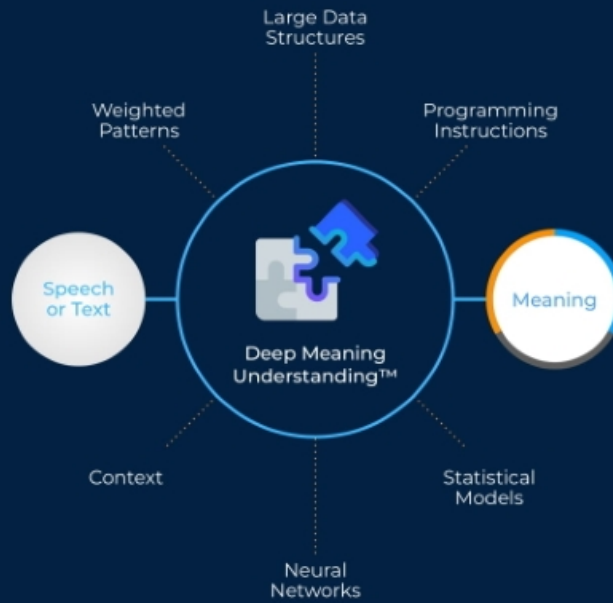 Large Data
Structures
Weighted
Patterns
Programming
Instructions
Speech
or Text
Deep Meaning
Understanding™
Meaning
Context
Statistical
Models
Neural
Networks